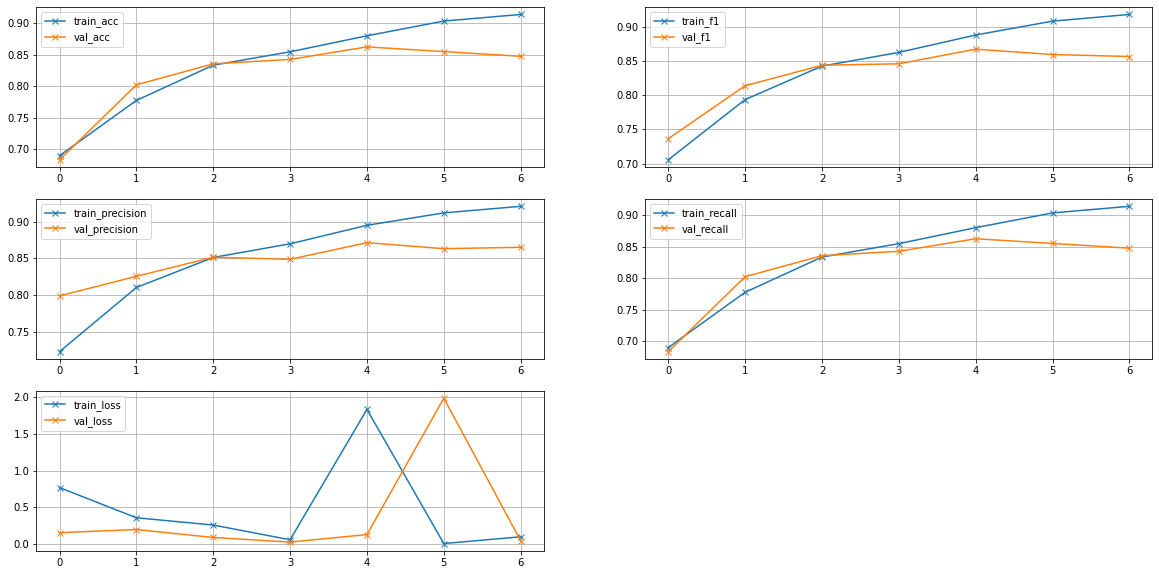 train_acc
val_acc
0.90
0.85
0.80
0.75
0.70
0 1 2 3 4 5 6
train_f1
val_f1
0.90
0.85
0.80
0.75
0.70
0 1 2 3 4 5 6
train_precision
val_precision
0.90
0.85
0.80
0.75
0 1 2 3 4 5 6
train_recall
val_recall
0.90
0.85
0.80
0.75
0.70
0 1 2 3 4 5 6
train_loss
val_loss
2.0
1.5
1.0
0.5
0.0
0 1 2 3 4 5 6